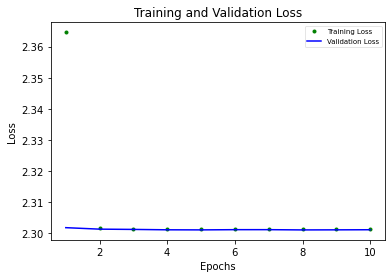 Training and Validation Loss
Training Loss
Validation Loss
2.36
2.35
2.34
2.33
2.32
2.31
2.30
Loss
2
4
6
8
10
Epochs